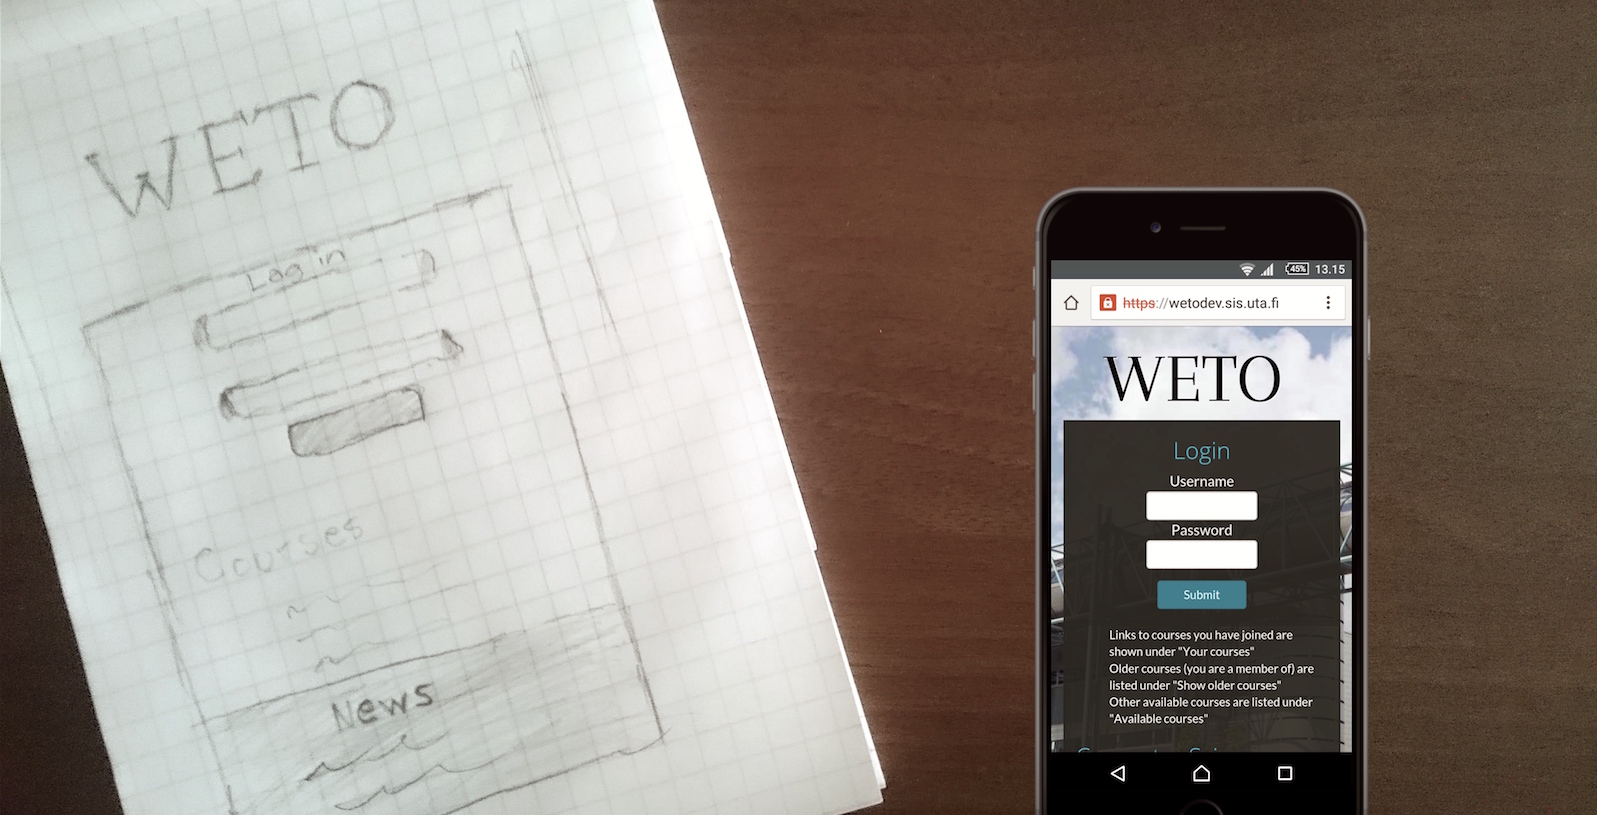 WETO
Log in
Courses
News
45% 13.15
https://wetodev.sis.uta.fi
WETO
Login
Username
Password
Submit
Links to courses you have joined are
shown under "Your courses"
Older courses (you are a member of) are
listed under "Show older courses"
Other available courses are listed under
"Available courses"